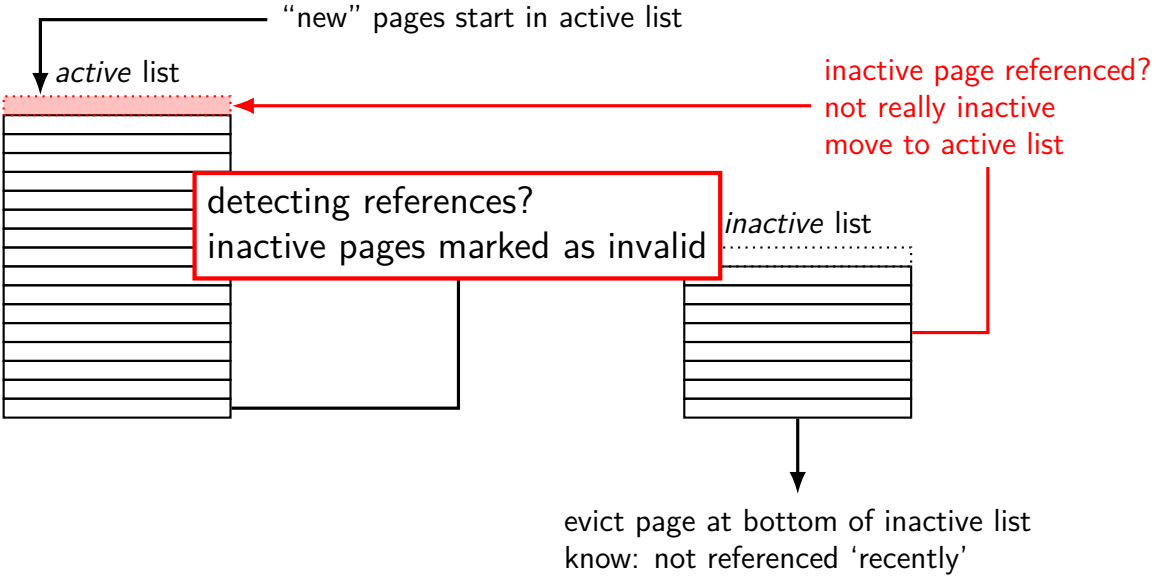 “new” pages start in active list
active list
inactive page referenced?
not really inactive
move to active list
detecting references?
inactive pages marked as invalid
inactive list
evict page at bottom of inactive list
know: not referenced ‘recently’